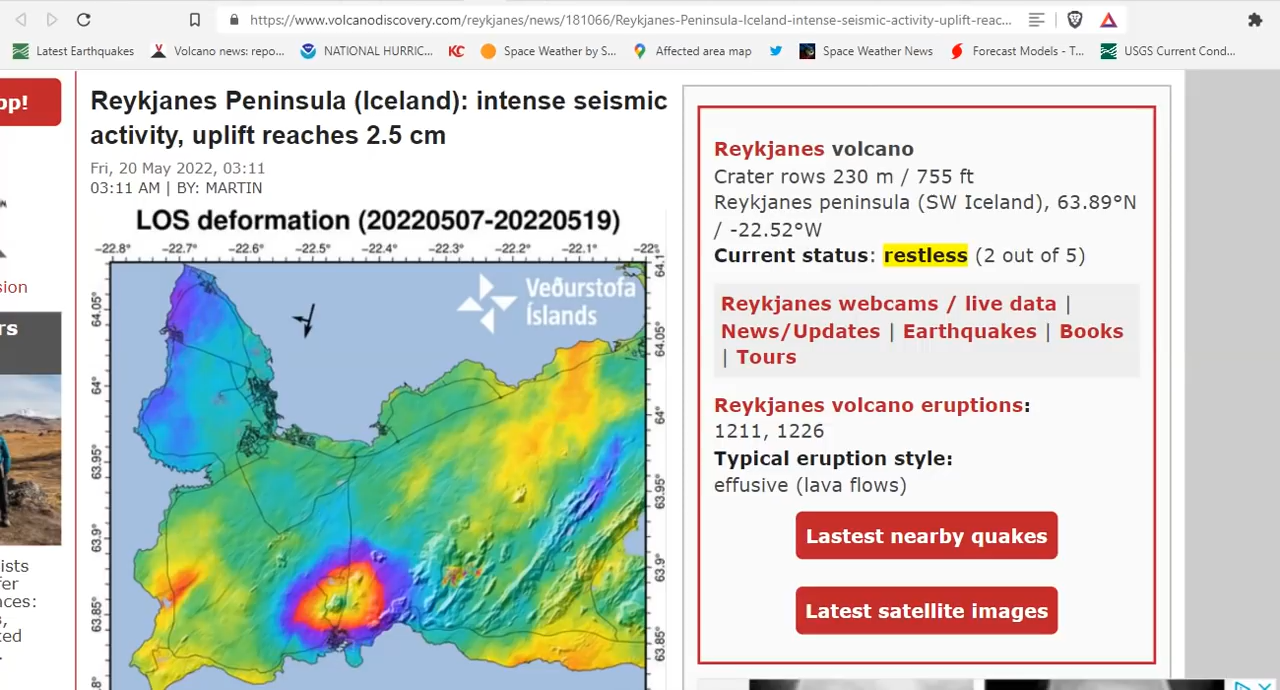 https://www.volcanodiscovery.com/reykjanes/news/181066/Reykjanes-Peninsula-Iceland-intense-seismic-activity-uplift-reac...
Latest Earthquakes
Volcano news: repo...
NATIONAL HURRIC...
KC
Space Weather by S...
Affected area map
Space Weather News
Forecast Models - T...
USGS Current Cond...
pp!
sion
rs
ists
fer
aces:
s,
ked
Reykjanes Peninsula (Iceland): intense seismic
activity, uplift reaches 2.5 cm
Fri, 20 May 2022, 03:11
03:11 AM | BY: MARTIN
LOS deformation (20220507-20220519)
-22.8° -22.7° -22.6° -22.5° -22.4° -22.3° -22.2° -22.1° -22°
64.05°
64°
63.95°
63.9°
63.85°
3.8°
Veðurstofa
Íslands
64.1
64.05°
64°
63.95°
63.9°
63.85°
Reykjanes volcano
Crater rows 230 m / 755 ft
Reykjanes peninsula (SW Iceland), 63.89°N
/ -22.52°W
Current status: restless (2 out of 5)
Reykjanes webcams / live data |
News/Updates | Earthquakes | Books
| Tours
Reykjanes volcano eruptions:
1211, 1226
Typical eruption style:
effusive (lava flows)
Lastest nearby quakes
Latest satellite images